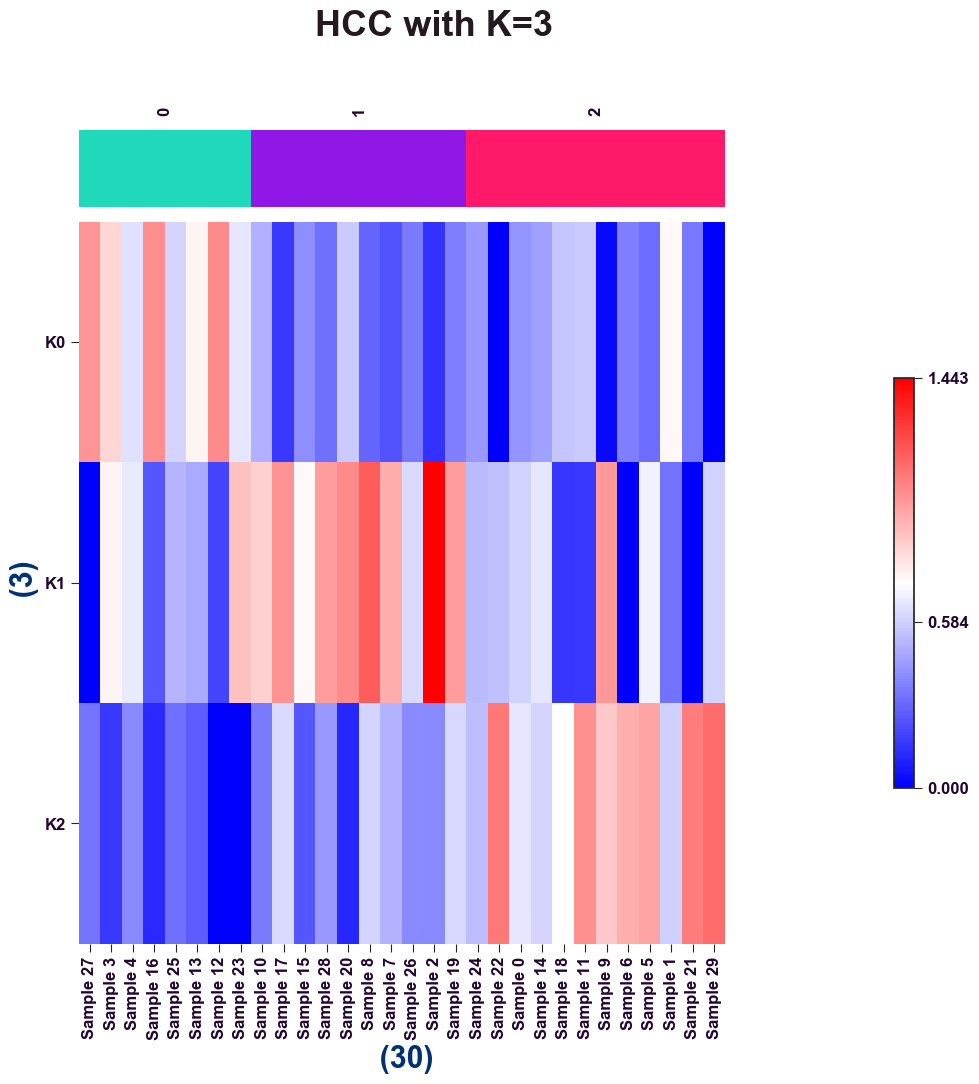 HCC with K=3
0
1
2
K0
K1
K2
(3)
1.443
0.584
0.000
Sample 27
Sample 3
Sample 4
Sample 16
Sample 25
Sample 13
Sample 12
Sample 23
Sample 10
Sample 17
Sample 15
Sample 28
Sample 20
Sample 8
Sample 7
Sample 26
Sample 2
Sample 19
Sample 24
Sample 22
Sample 0
Sample 14
Sample 18
Sample 11
Sample 9
Sample 6
Sample 5
Sample 1
Sample 21
Sample 29
(30)